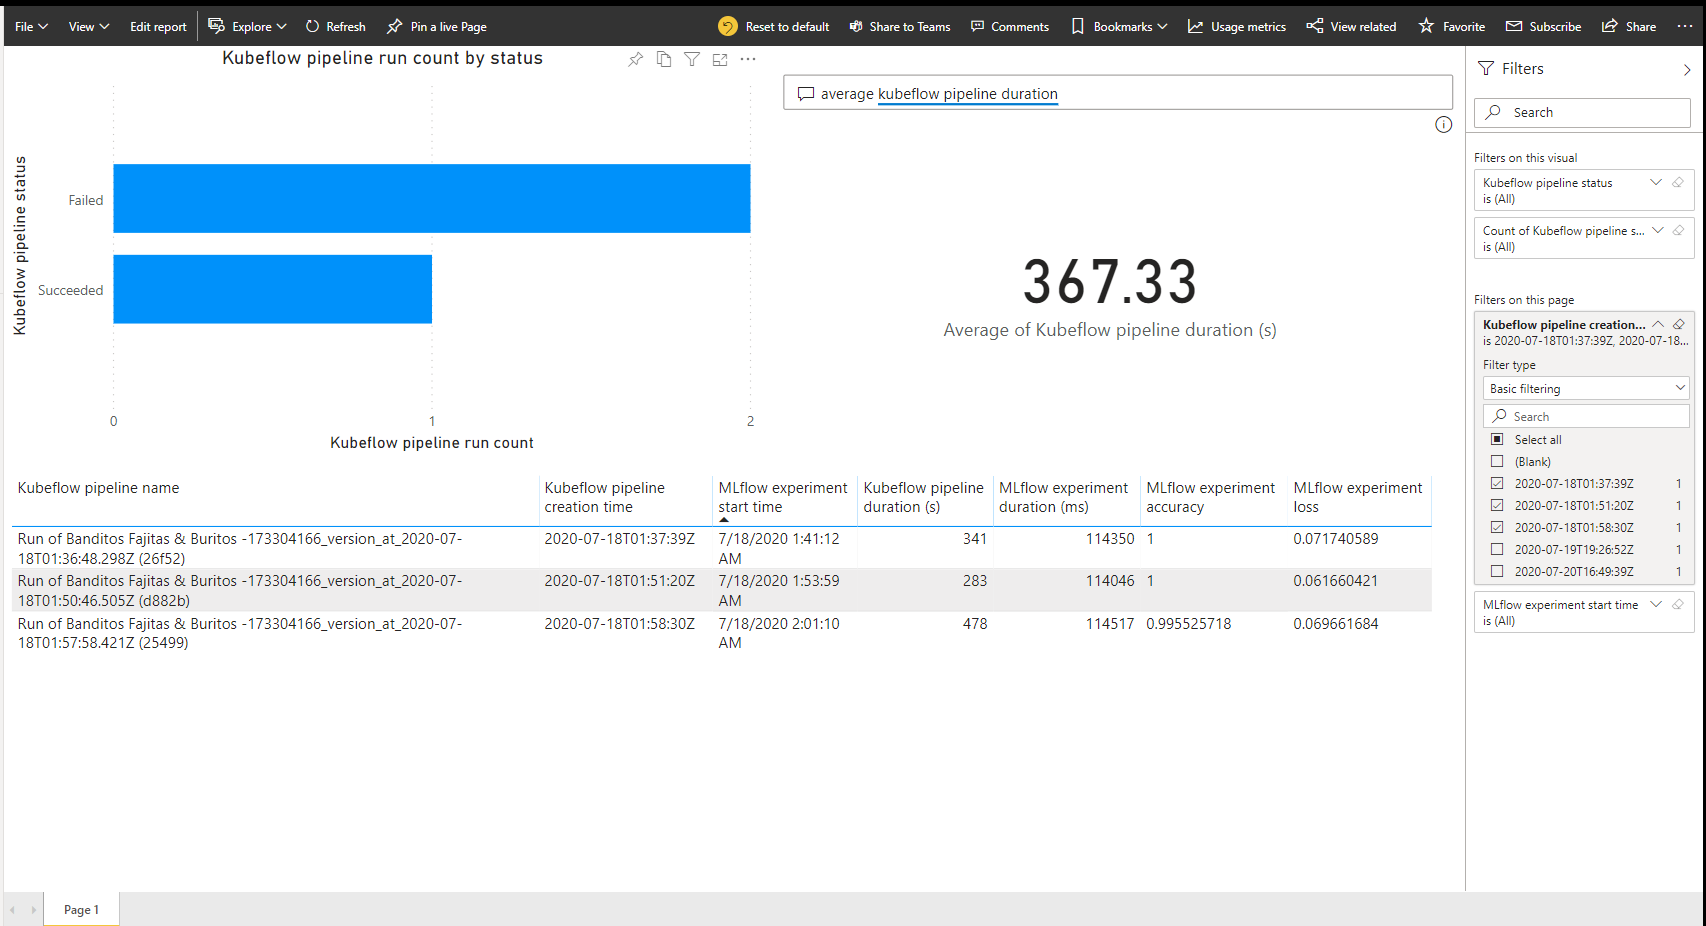 File View Edit report Explore Refresh Pin a live Page Reset to default Share to Teams Comments Bookmarks Usage metrics View related Favorite Subscribe Share
Kubeflow pipeline run count by status
Kubeflow pipeline status
Failed
Succeeded
0 1 2
Kubeflow pipeline run count
average kubeflow pipeline duration
367.33
Average of Kubeflow pipeline duration (s)
Kubeflow pipeline name
Kubeflow pipeline
creation time
MLflow experiment
start time
Kubeflow pipeline
duration (s)
MLflow experiment
duration (ms)
MLflow experiment
accuracy
MLflow experiment
loss
Run of Banditos Fajitas & Buritos -173304166_version_at_2020-07-
18T01:36:48.298Z (26f52)
2020-07-18T01:37:39Z
7/18/2020 1:41:12
AM
341
114350
1
0.071740589
Run of Banditos Fajitas & Buritos -173304166_version_at_2020-07-
18T01:50:46.505Z (d882b)
2020-07-18T01:51:20Z
7/18/2020 1:53:59
AM
283
114046
1
0.061660421
Run of Banditos Fajitas & Buritos -173304166_version_at_2020-07-
18T01:57:58.421Z (25499)
2020-07-18T01:58:30Z
7/18/2020 2:01:10
AM
478
114517
0.995525718
0.069661684
Filters
Search
Filters on this visual
Kubeflow pipeline status
is (All)
Count of Kubeflow pipeline s...
is (All)
Filters on this page
Kubeflow pipeline creation...
is 2020-07-18T01:37:39Z, 2020-07-18...
Filter type
Basic filtering
Search
Select all
(Blank)
2020-07-18T01:37:39Z 1
2020-07-18T01:51:20Z 1
2020-07-18T01:58:30Z 1
2020-07-19T19:26:52Z 1
2020-07-20T16:49:39Z 1
MLflow experiment start time
is (All)
Page 1